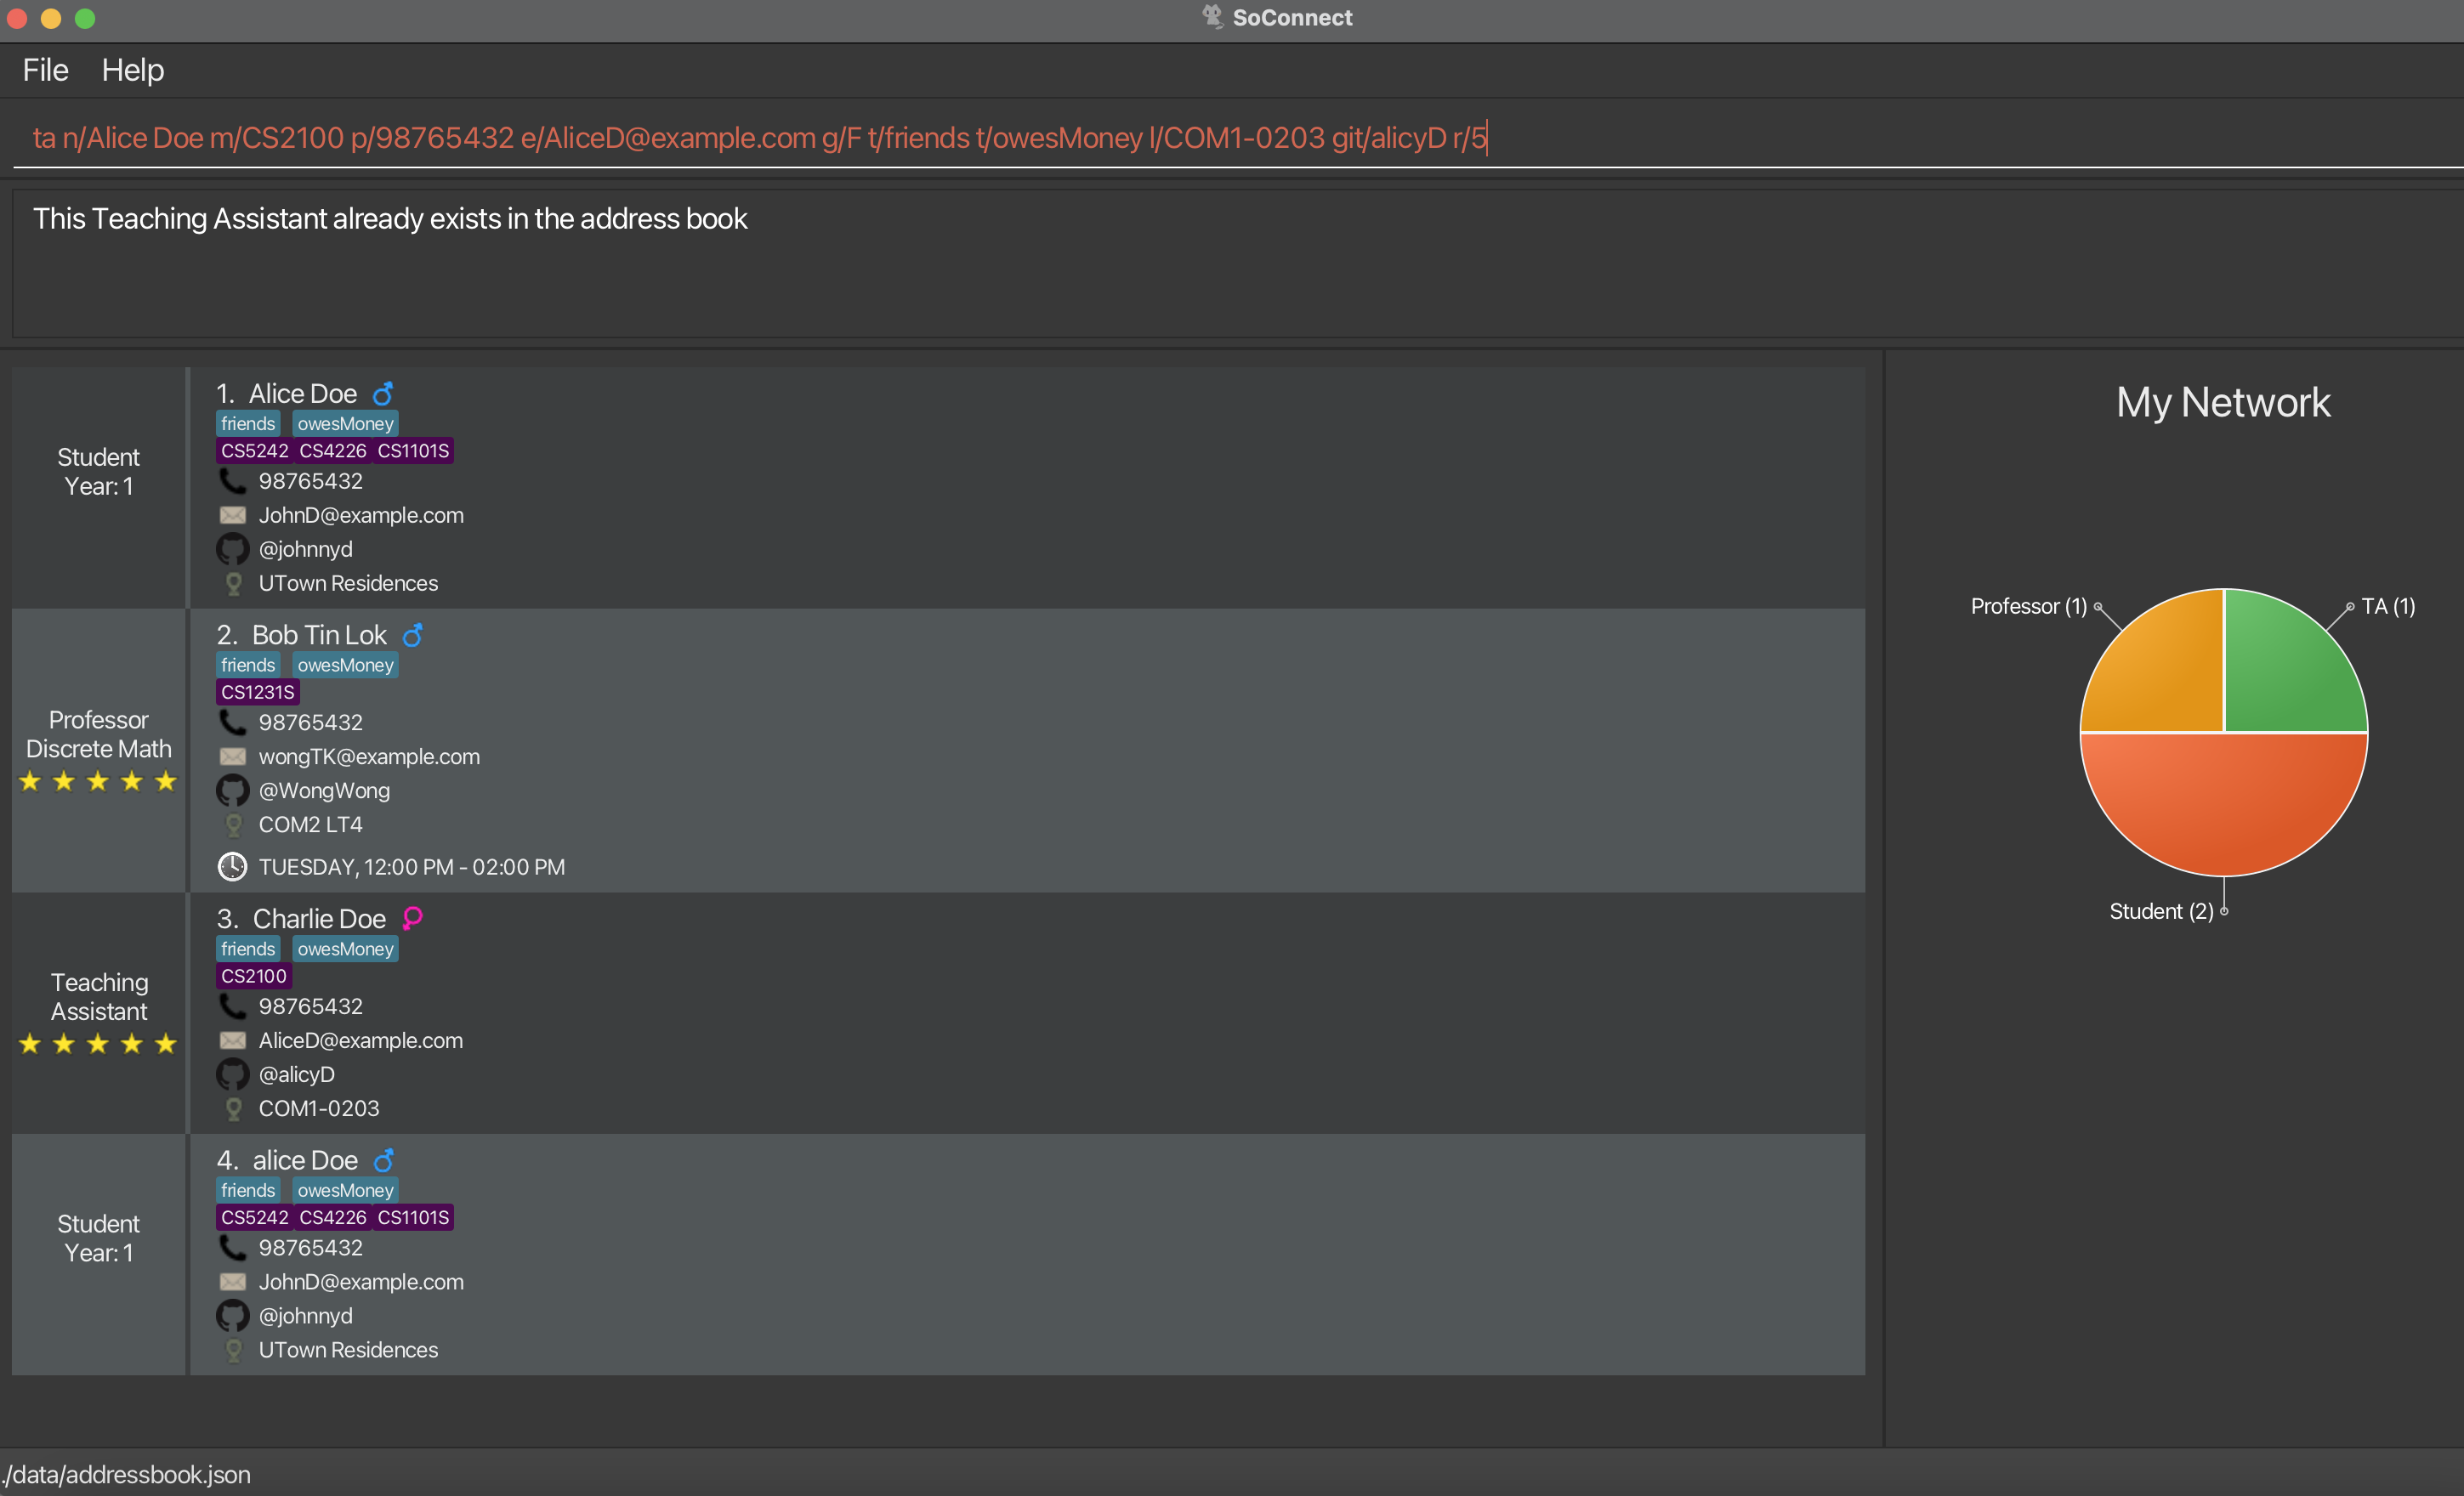 SoConnect
File Help
ta n/Alice Doe m/CS2100 p/98765432 e/AliceD@example.com g/F t/friends t/owesMoney l/COM1-0203 git/alicyD r/5
This Teaching Assistant already exists in the address book
Student
Year: 1
1. Alice Doe
friends owesMoney
CS5242 CS4226 CS1101S
98765432
JohnD@example.com
@johnnyd
UTown Residences
Professor
Discrete Math
2. Bob Tin Lok
friends owesMoney
CS1231S
98765432
wongTK@example.com
@WongWong
COM2 LT4
TUESDAY, 12:00 PM - 02:00 PM
Teaching
Assistant
3. Charlie Doe
friends owesMoney
CS2100
98765432
AliceD@example.com
@alicyD
COM1-0203
Student
Year: 1
4. alice Doe
friends owesMoney
CS5242 CS4226 CS1101S
98765432
JohnD@example.com
@johnnyd
UTown Residences
My Network
Professor (1)
TA (1)
Student (2)
./data/addressbook.json